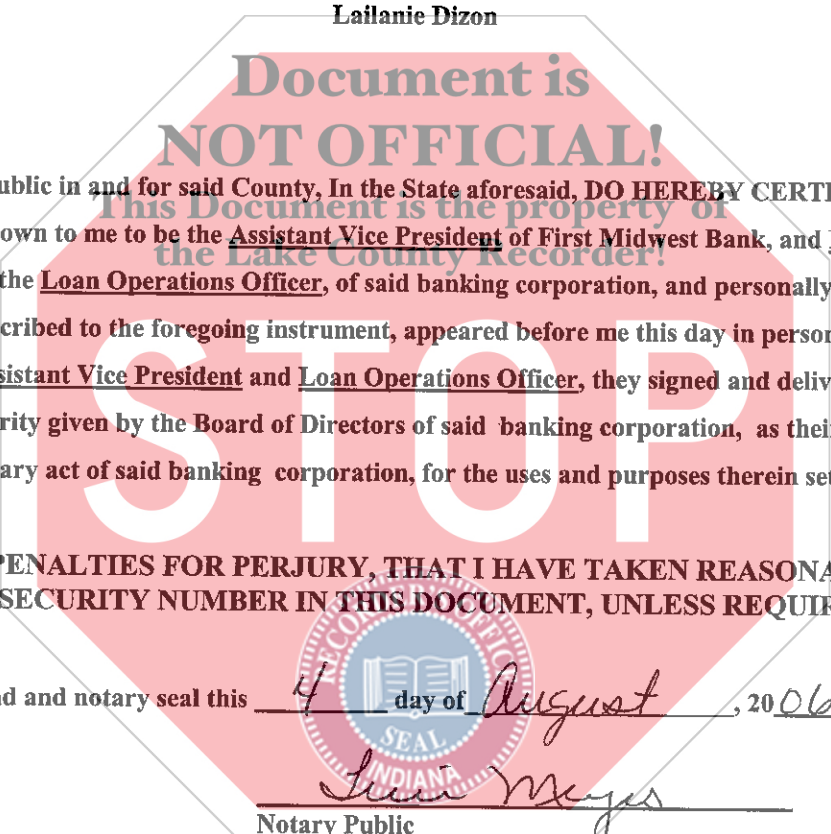 Lailanie Dizon
Document is
NOT OFFICIAL!
ublic in and for said County, In the State aforesaid, DO HEREBY CERTI
This Document is the property of
own to me to be the Assistant Vice President of First Midwest Bank, and
the Lake County Recorder!
the Loan Operations Officer, of said banking corporation, and personally
cribed to the foregoing instrument, appeared before me this day in person
sistant Vice President and Loan Operations Officer, they signed and deliv
rity given by the Board of Directors of said banking corporation, as their
ary act of said banking corporation, for the uses and purposes therein set
STOP
PENALTIES FOR PERJURY, THAT I HAVE TAKEN REASONA
SECURITY NUMBER IN THIS DOCUMENT, UNLESS REQUIR
RECORDER'S OFFICE
nd and notary seal this 4 day of August, 2006
SEAL
INDIANA
Notary Public